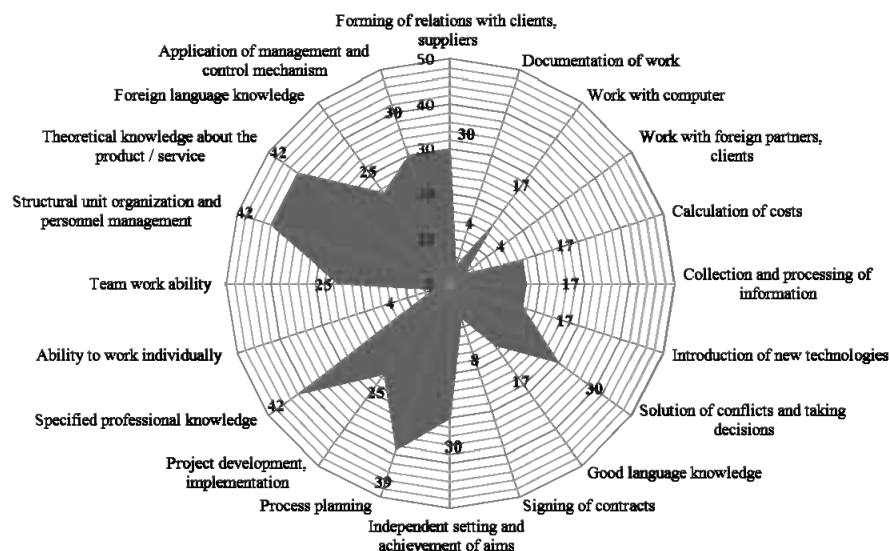 Forming of relations with clients,
suppliers
Application of management and
control mechanism
Documentation of work
Foreign language knowledge
Work with computer
Theoretical knowledge about the
product / service
Work with foreign partners,
clients
Structural unit organization and
personnel management
Calculation of costs
Team work ability
Collection and processing of
information
Ability to work individually
Introduction of new technologies
Specified professional knowledge
Solution of conflicts and taking
decisions
Project development,
implementation
Good language knowledge
Process planning
Signing of contracts
Independent setting and
achievement of aims
50
40
30
30
4
17
4
17
17
17
30
17
8
30
39
25
42
4
25
42
42
25
30